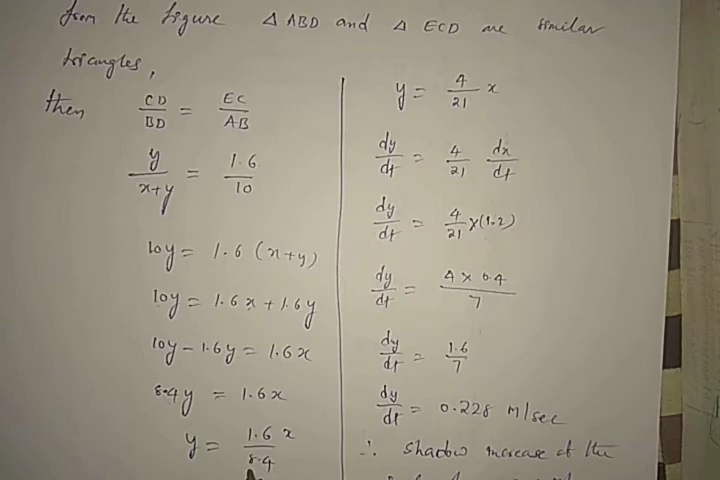 from the figure Δ ABD and Δ ECD are similar
triangles,
then CD/BD = EC/AB
y/x+y = 1.6/10
10y = 1.6 (x+y)
10y = 1.6x + 1.6y
10y - 1.6y = 1.6x
8.4y = 1.6x
y = 1.6x/8.4
y = 4/21 x
dy/dt = 4/21 dx/dt
dy/dt = 4/21 x(1.2)
dy/dt = 4 x 0.4/7
dy/dt = 1.6/7
dy/dt = 0.228 m/sec
∴ shadow increase at the